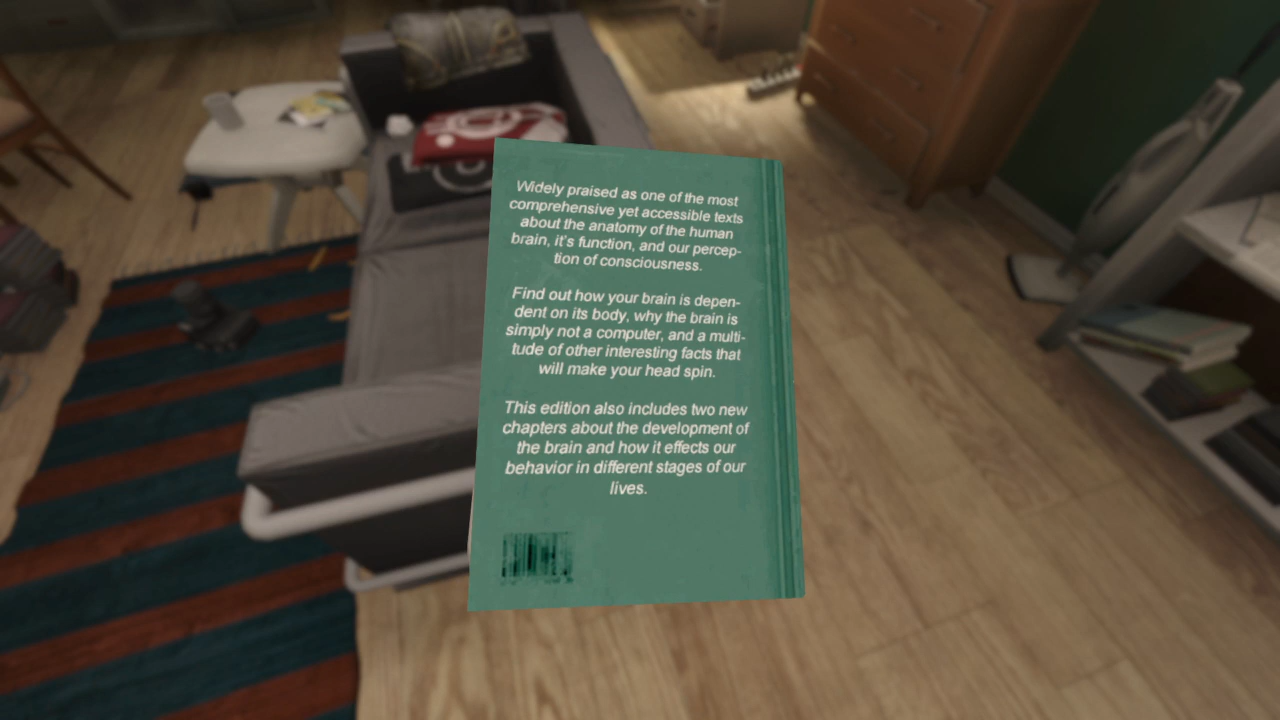 Widely praised as one of the most
comprehensive yet accessible texts
about the anatomy of the human
brain, it's function, and our percep-
tion of consciousness.
Find out how your brain is depen-
dent on its body, why the brain is
simply not a computer, and a multi-
tude of other interesting facts that
will make your head spin.
This edition also includes two new
chapters about the development of
the brain and how it effects our
behavior in different stages of our
lives.